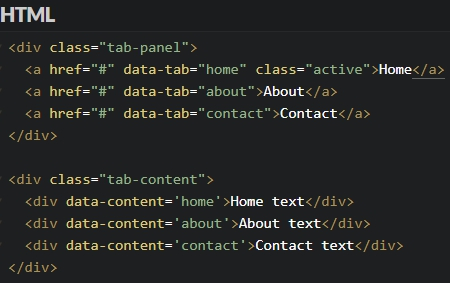 HTML
<div class="tab-panel">
  <a href="#" data-tab="home" class="active">Home</a>
  <a href="#" data-tab="about">About</a>
  <a href="#" data-tab="contact">Contact</a>
</div>

<div class="tab-content">
  <div data-content='home'>Home text</div>
  <div data-content='about'>About text</div>
  <div data-content='contact'>Contact text</div>
</div>